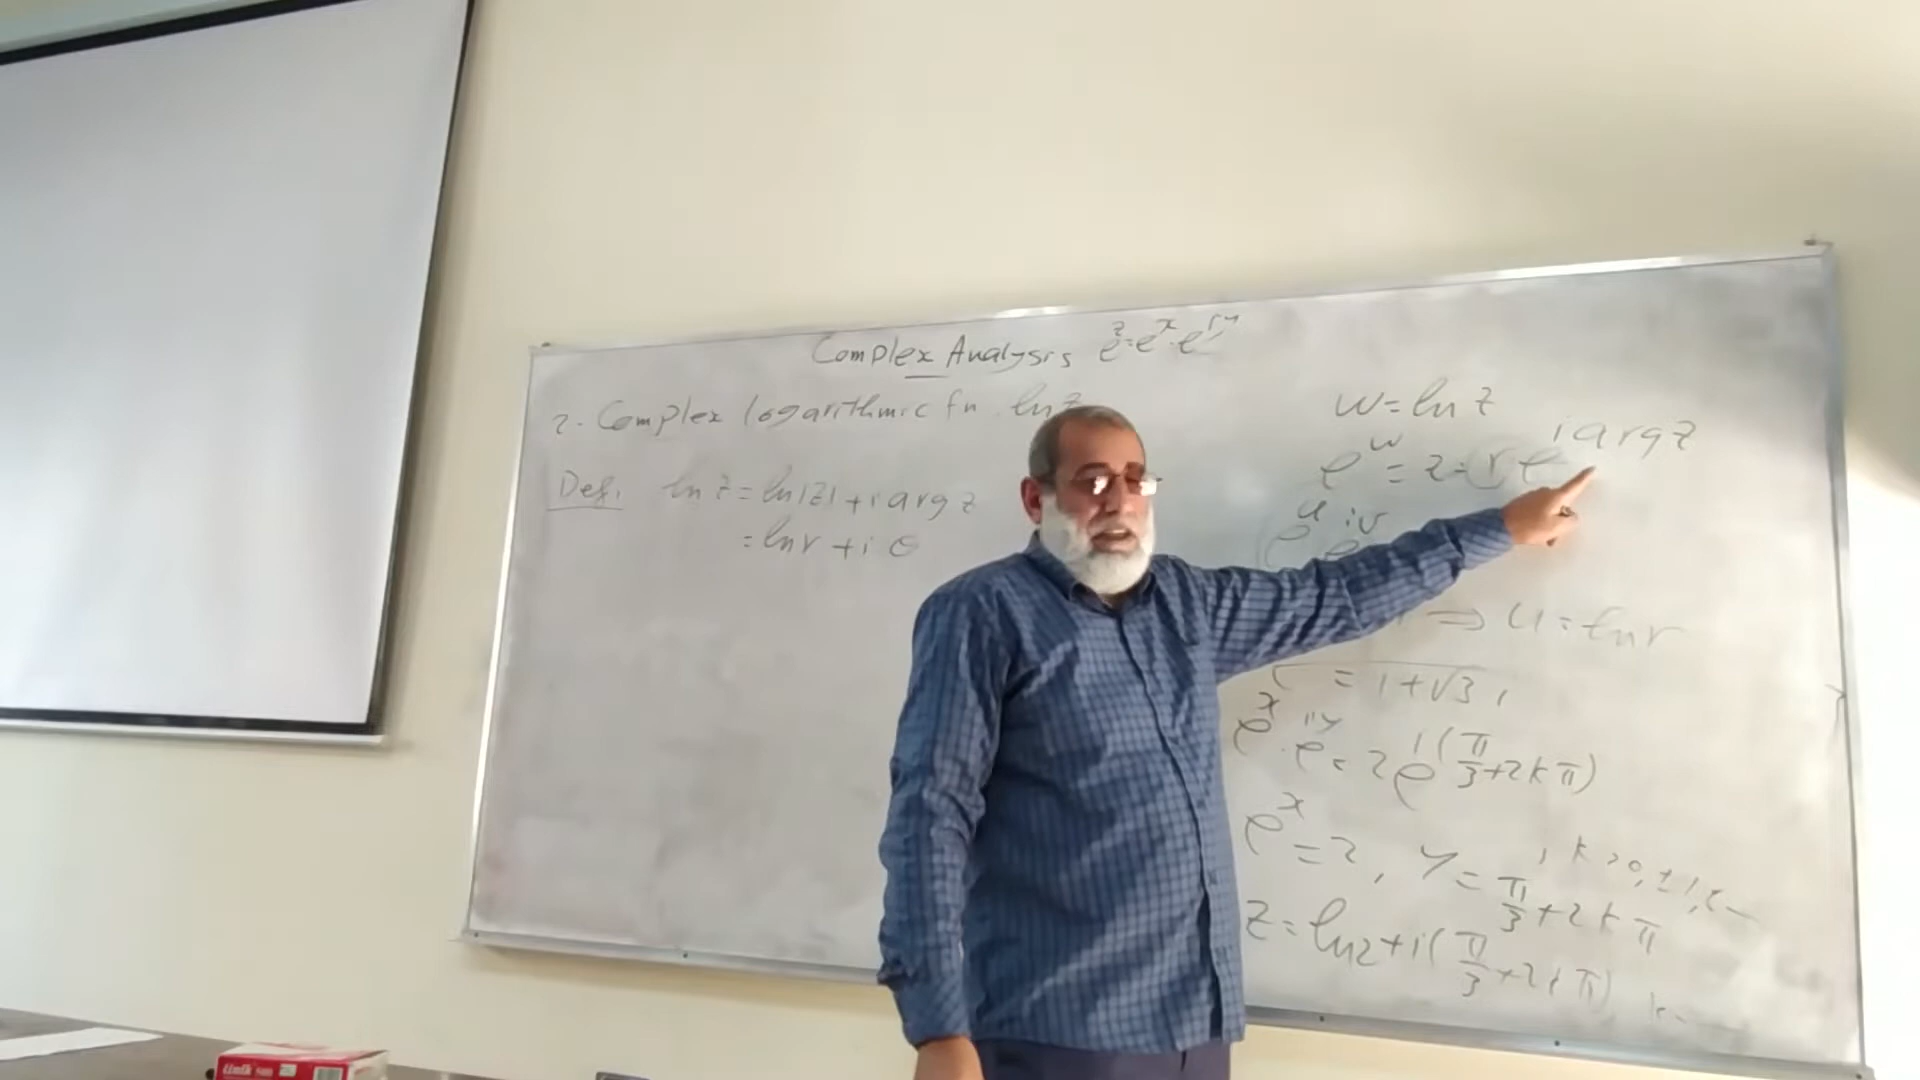 Complex Analysis e^z = e^x . e^iy
2. Complex logarithmic fn. ln z
Def. ln z = ln|z| + i arg z
= ln r + i θ
w = ln z
e^w = z = r e^{i arg z}
e^u e^{iv}
⇒ u = ln r
= 1+√3 i
e^x . e^{iy} = 2 e^{i(π/3+2kπ)}
e^x = 2, y = π/3 + 2kπ
, k = 0, ±1,
z = ln 2 + i(π/3 + 2kπ)